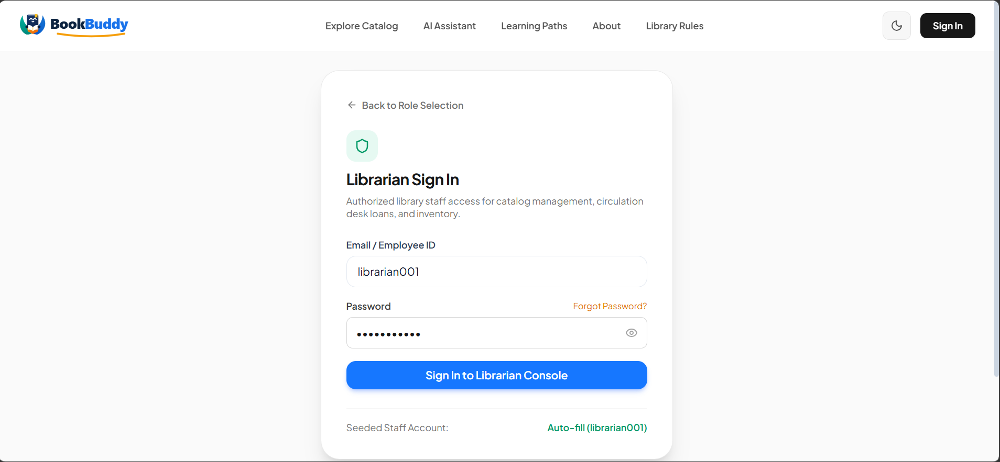 BookBuddy
Explore Catalog
AI Assistant
Learning Paths
About
Library Rules
Sign In
Back to Role Selection
Librarian Sign In
Authorized library staff access for catalog management, circulation
desk loans, and inventory.
Email / Employee ID
librarian001
Password
Forgot Password?
•••••••••••
Sign In to Librarian Console
Seeded Staff Account:
Auto-fill (librarian001)